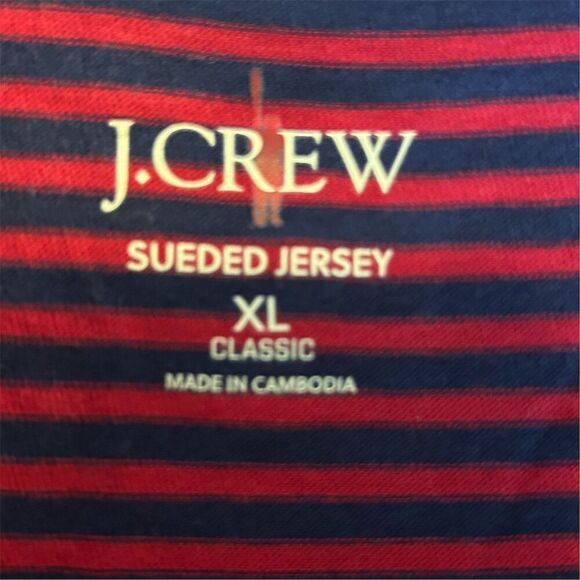 J.CREW
SUEDED JERSEY
XL
CLASSIC
MADE IN CAMBODIA